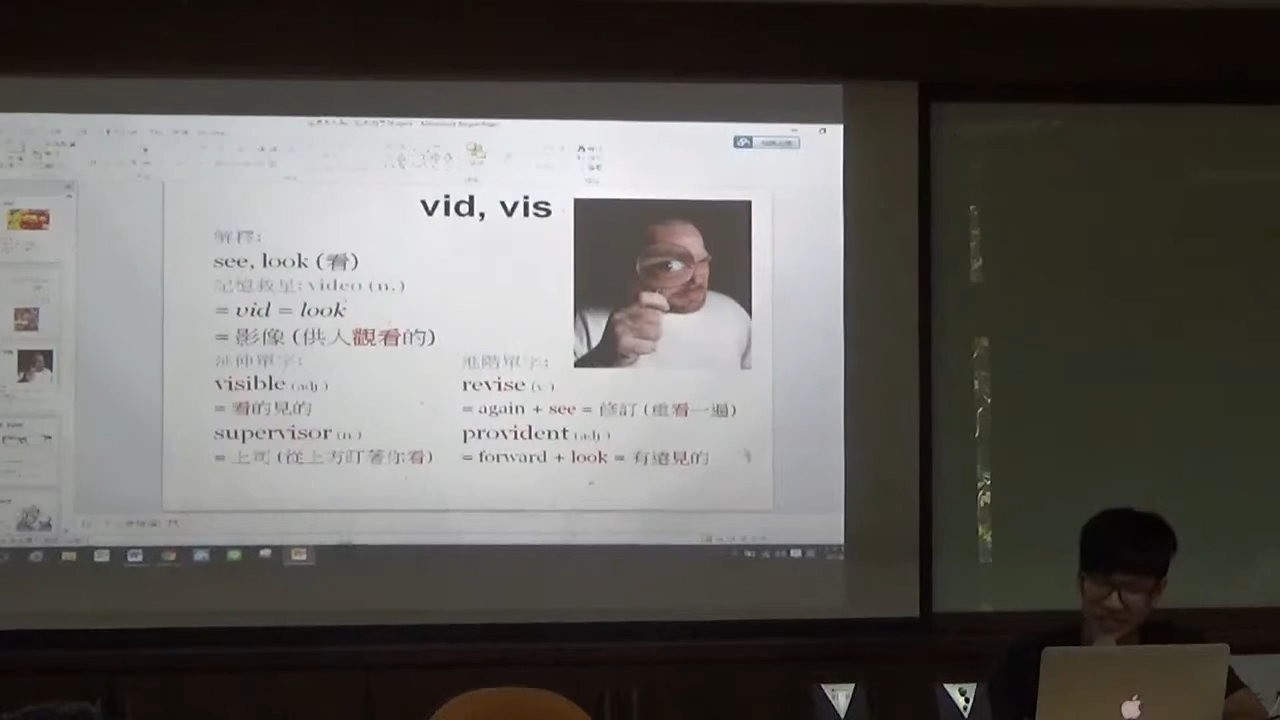 vid, vis
解釋:
see, look (看)
記憶救星: video (n.)
= vid = look
= 影像 (供人觀看的)
延伸單字:
visible (adj.)
= 看的見的
supervisor (n.)
= 上司 (從上方盯著你看)
進階單字:
revise (v.)
= again + see = 修訂 (重看一遍)
provident (adj.)
= forward + look = 有遠見的